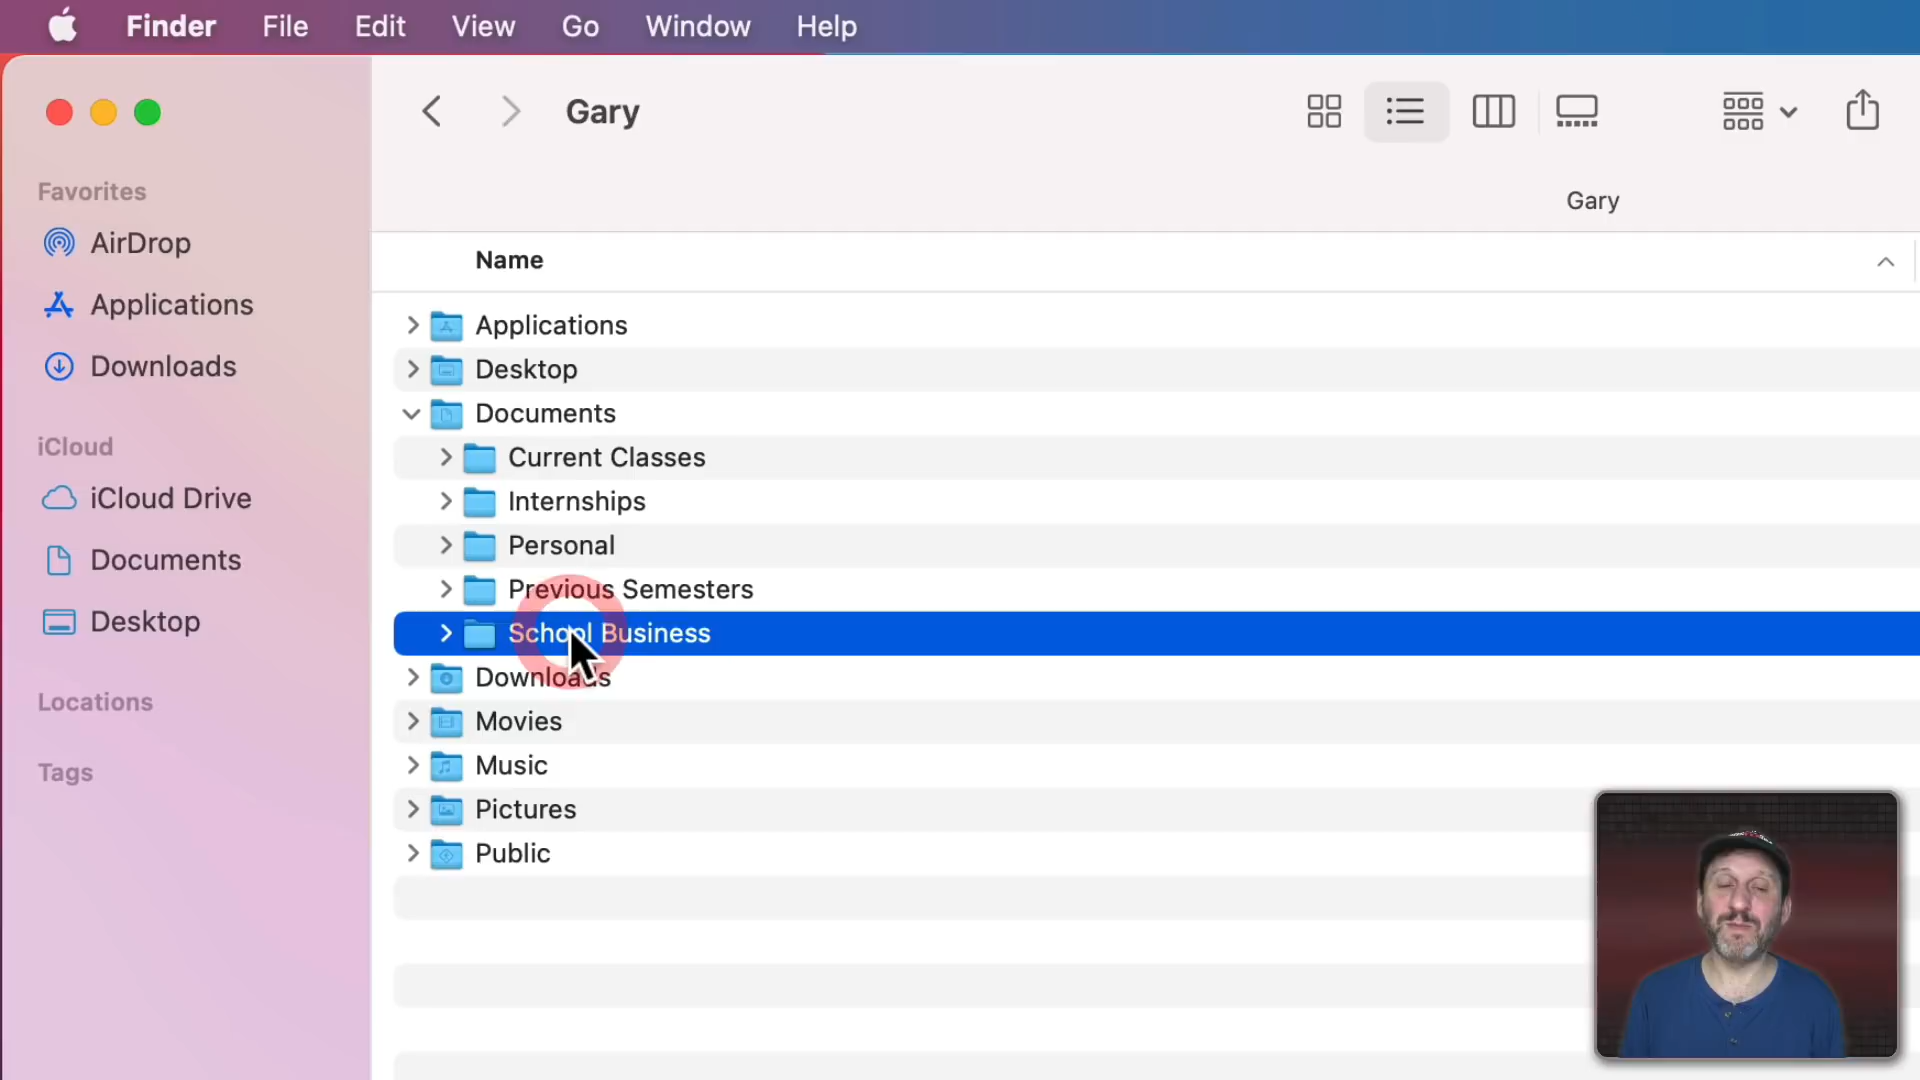 Finder File Edit View Go Window Help
Gary
Favorites
AirDrop
Applications
Downloads
iCloud
iCloud Drive
Documents
Desktop
Locations
Tags
Gary
Name
Applications
Desktop
Documents
Current Classes
Internships
Personal
Previous Semesters
School Business
Downloads
Movies
Music
Pictures
Public